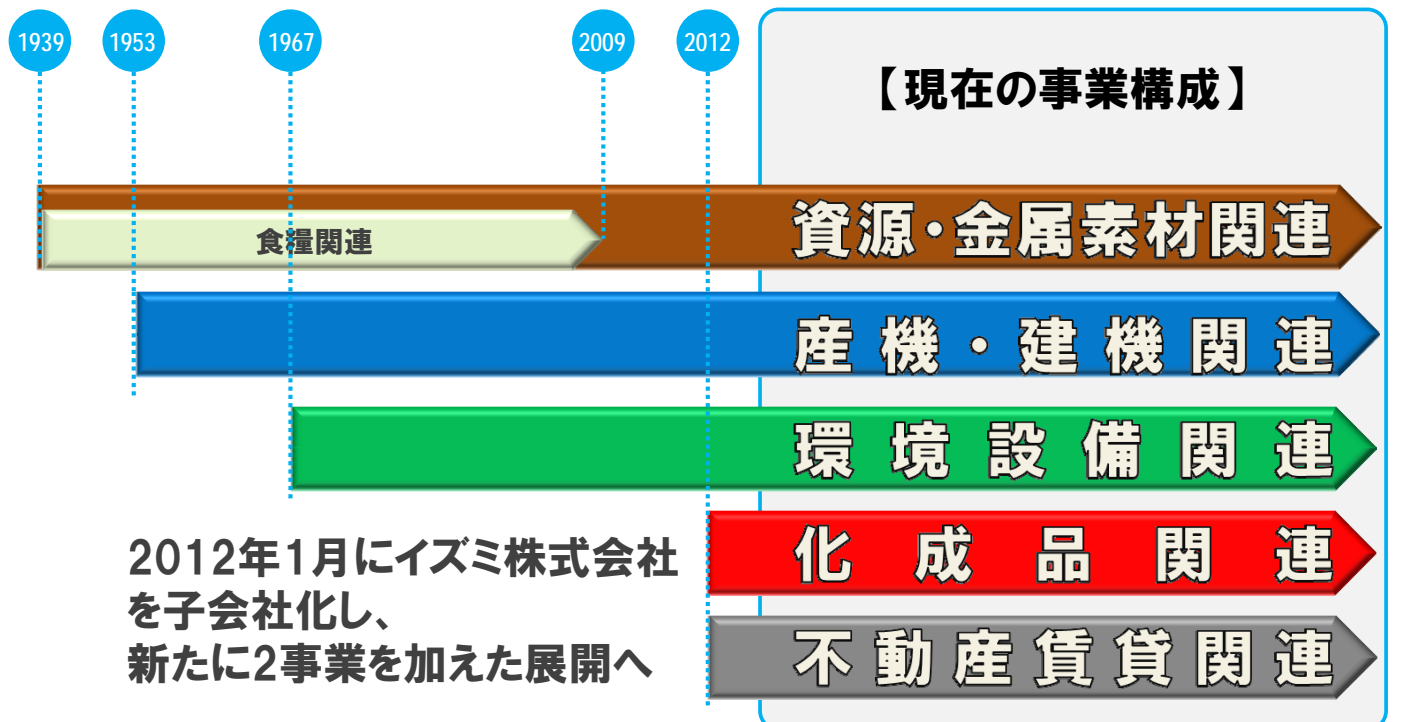 1939
1953
1967
2009
2012
【現在の事業構成】
資源・金属素材関連
食糧関連
産機・建機関連
環境設備関連
化成品関連
不動産賃貸関連
2012年1月にイズミ株式会社
を子会社化し、
新たに2事業を加えた展開へ